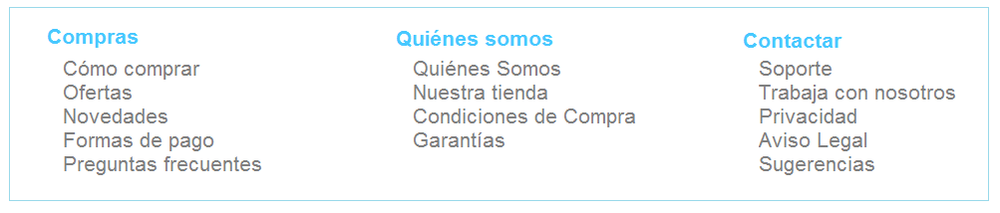 Compras
Cómo comprar
Ofertas
Novedades
Formas de pago
Preguntas frecuentes
Quiénes somos
Quiénes Somos
Nuestra tienda
Condiciones de Compra
Garantías
Contactar
Soporte
Trabaja con nosotros
Privacidad
Aviso Legal
Sugerencias